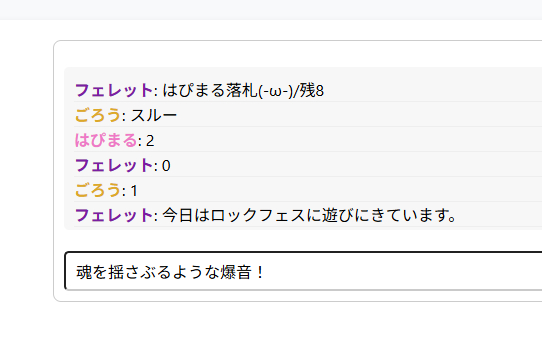 フェレット: はぴまる落札(-ω-)/残8
ごろう: スルー
はぴまる: 2
フェレット: 0
ごろう: 1
フェレット: 今日はロックフェスに遊びにきています。
魂を揺さぶるような爆音！